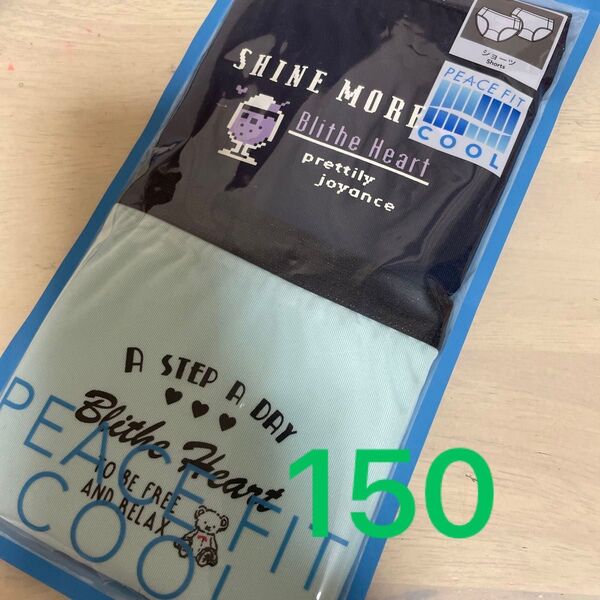 ショーツ
Shorts
PEACE FIT
COOL
SHINE MORE
Blithe Heart
prettily
joyance
A STEP A DAY
Blithe Heart
TO BE FREE
AND RELAX
PEACE FIT
COOL
150